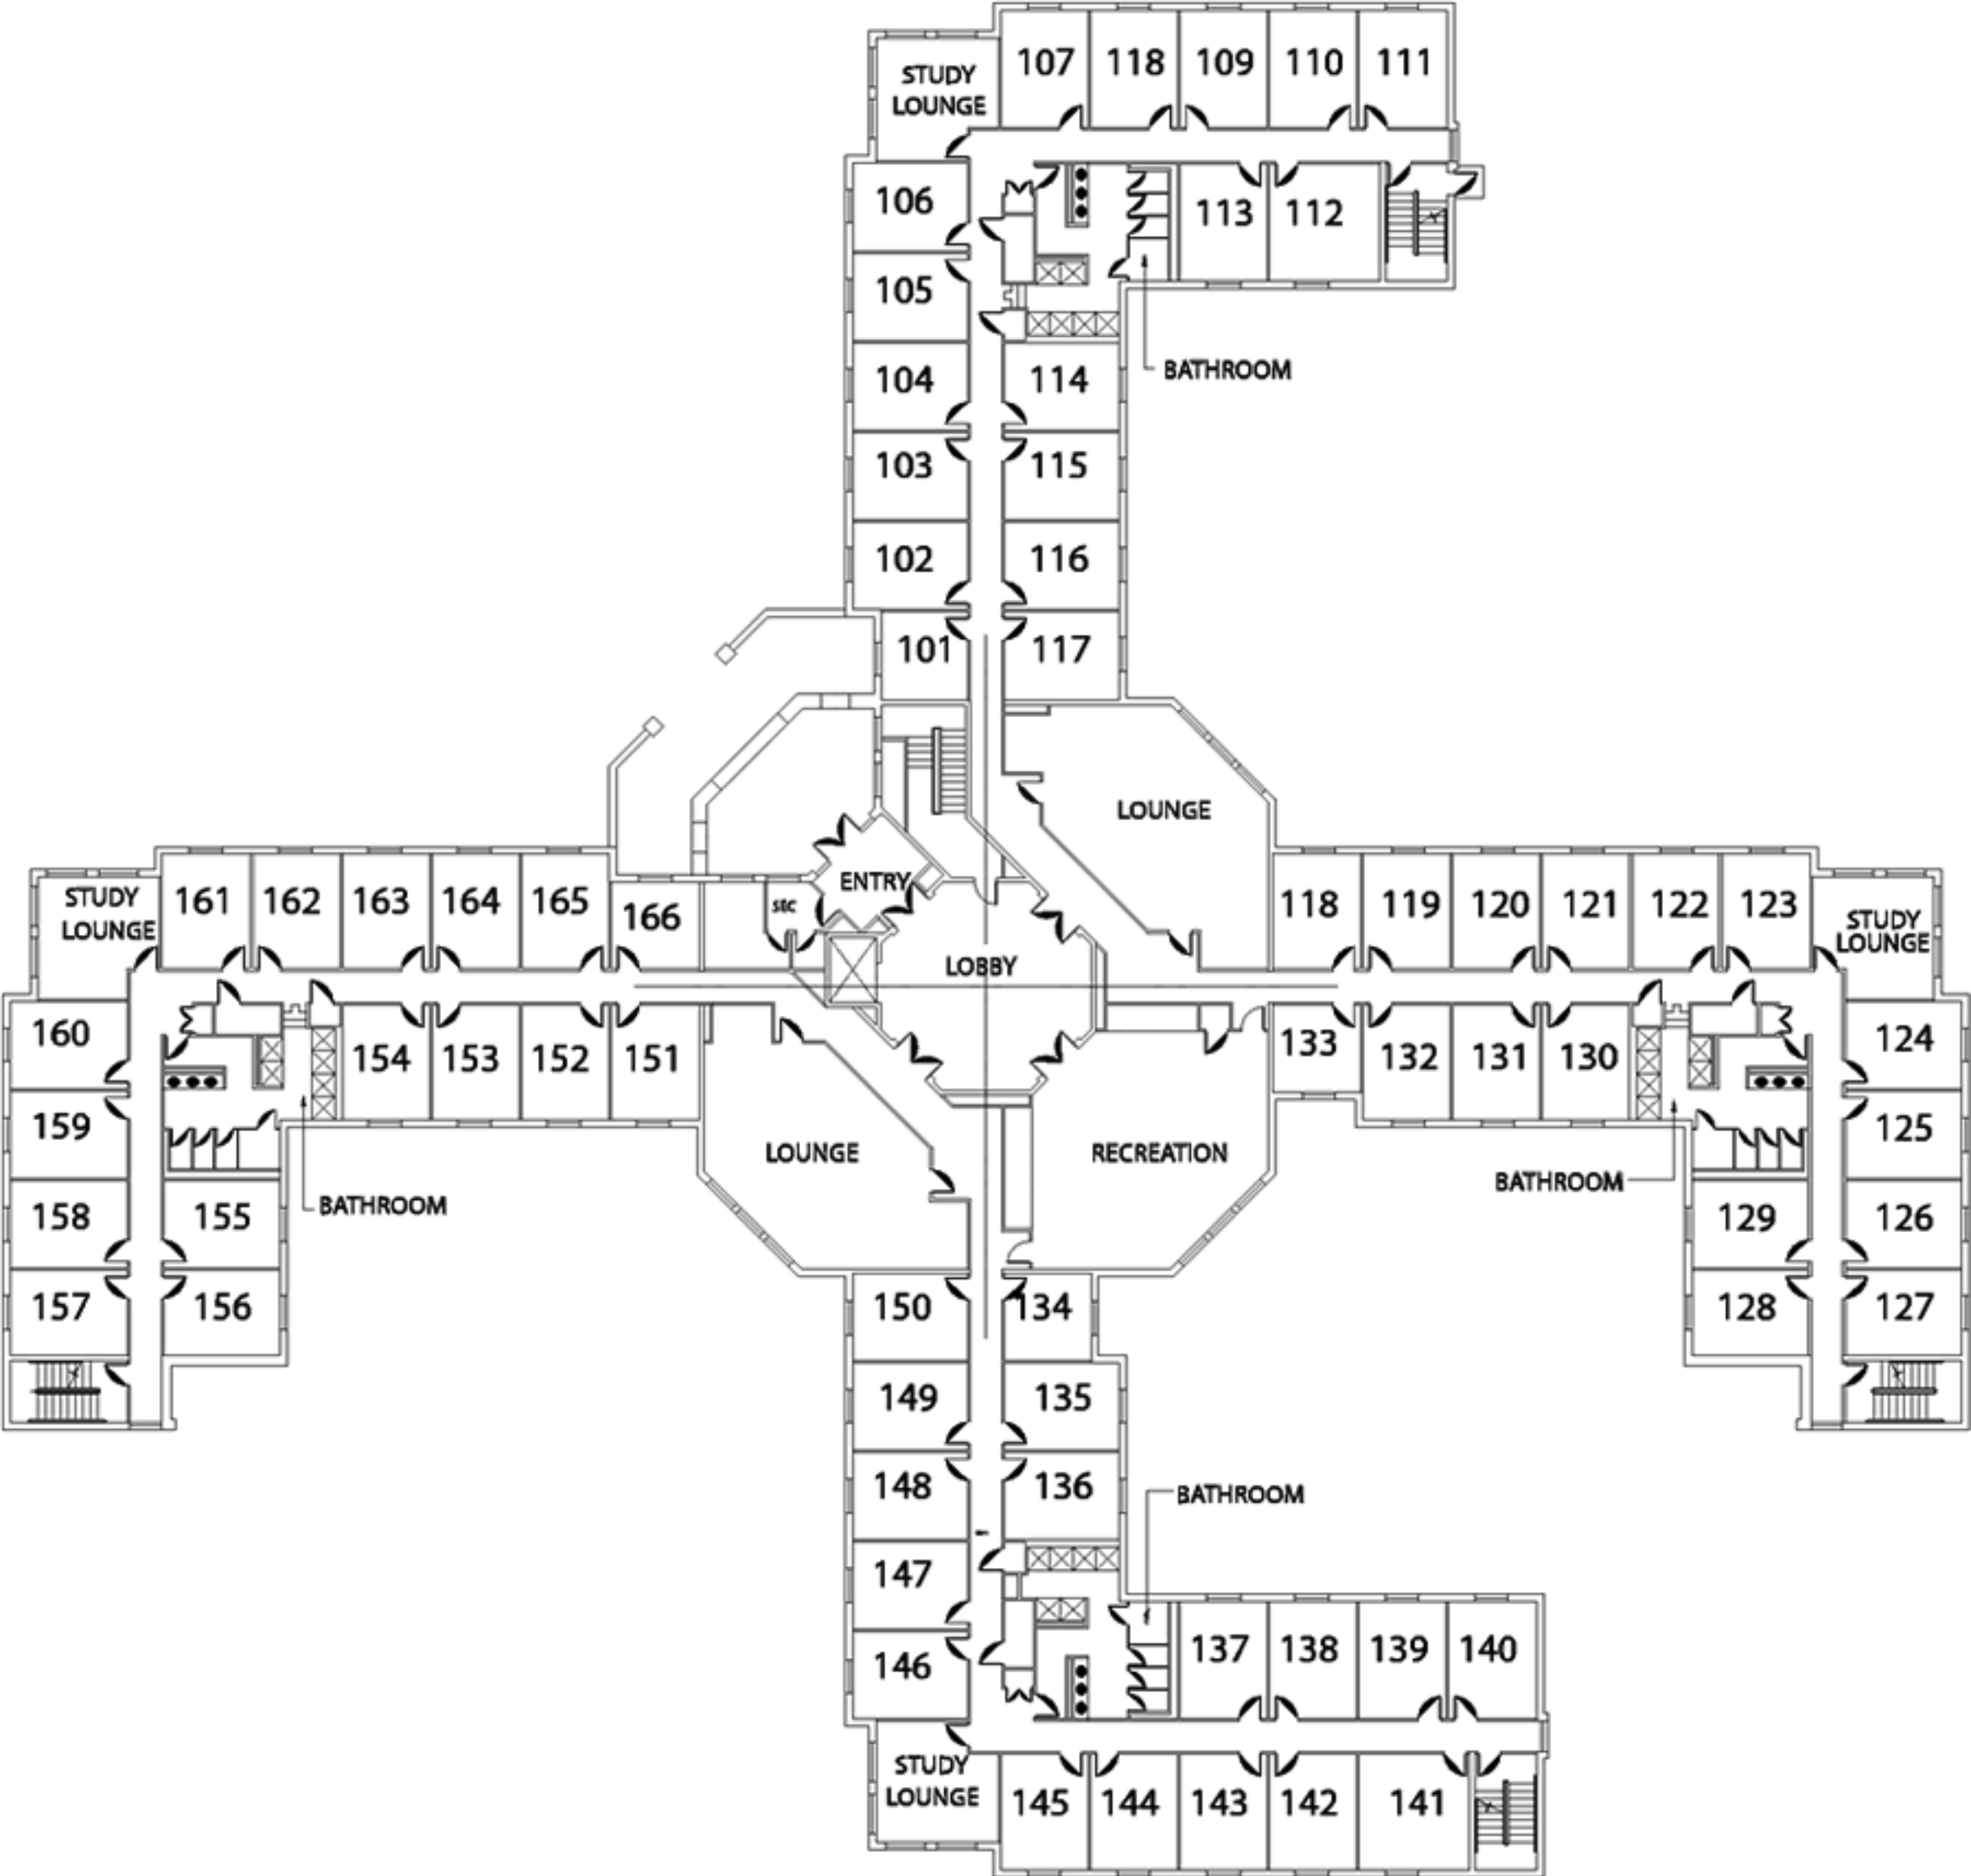 107 118 109 110 111
STUDY
LOUNGE
106
113 112
105
BATHROOM
104 114
103 115
102 116
101 117
LOUNGE
ENTRY
SEC
LOBBY
STUDY
LOUNGE
161 162 163 164 165 166
118 119 120 121 122 123
STUDY
LOUNGE
160
154 153 152 151
133 132 131 130
124
159
125
LOUNGE
RECREATION
BATHROOM
BATHROOM
158 155
129 126
157 156
128 127
150 134
149 135
148 136
BATHROOM
147
146
137 138 139 140
STUDY
LOUNGE
145 144 143 142 141